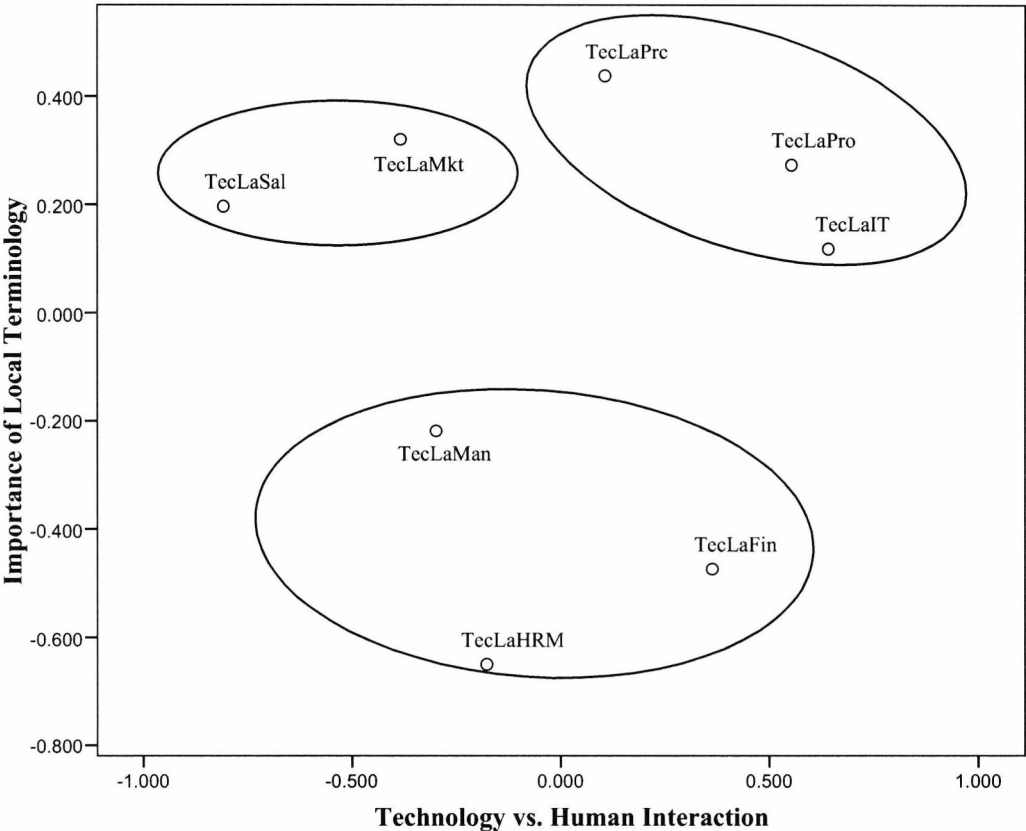 TecLaPrc
0.400
TecLaPro
TecLaMkt
TecLaSal
0.200
TecLaIT
0.000
-0.200
TecLaMan
-0.400
TecLaFin
-0.600
TecLaHRM
-0.800
Importance of Local Terminology
-1.000 -0.500 0.000 0.500 1.000
Technology vs. Human Interaction